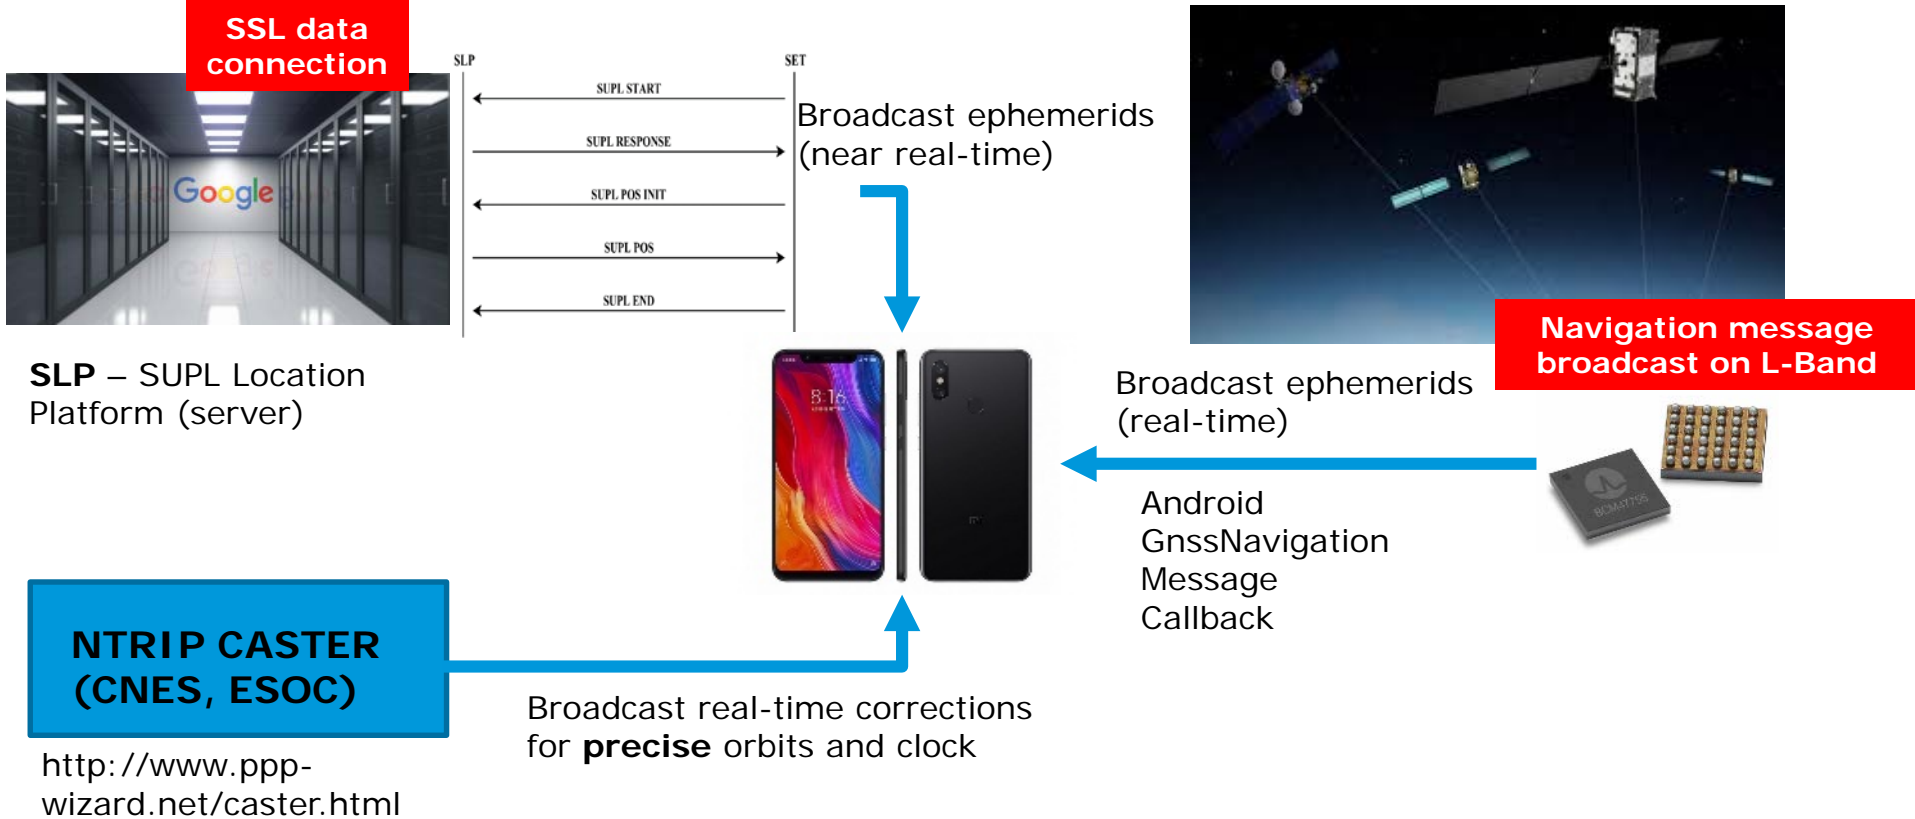 SSL data
connection
Google
SLP
SET
SUPL START
SUPL RESPONSE
SUPL POS INIT
SUPL POS
SUPL END
Broadcast ephemerids
(near real-time)
SLP – SUPL Location
Platform (server)
Navigation message
broadcast on L-Band
Broadcast ephemerids
(real-time)
8:16
BCM47755
Android
GnssNavigation
Message
Callback
NTRIP CASTER
(CNES, ESOC)
Broadcast real-time corrections
for precise orbits and clock
http://www.ppp-
wizard.net/caster.html